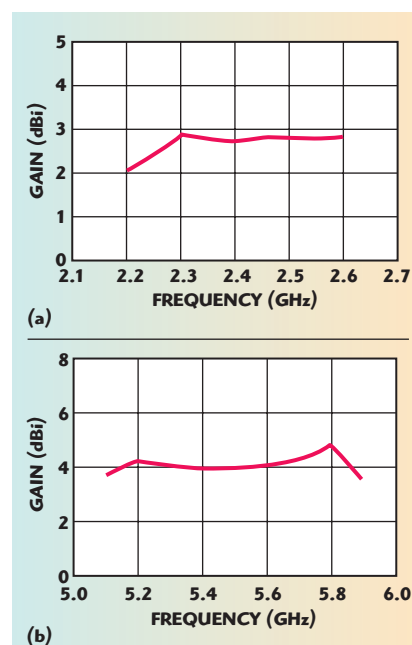 5
4
3
2
1
0
GAIN (dBi)
2.1 2.2 2.3 2.4 2.5 2.6 2.7
FREQUENCY (GHz)
(a)
8
6
4
2
0
GAIN (dBi)
5.0 5.2 5.4 5.6 5.8 6.0
FREQUENCY (GHz)
(b)